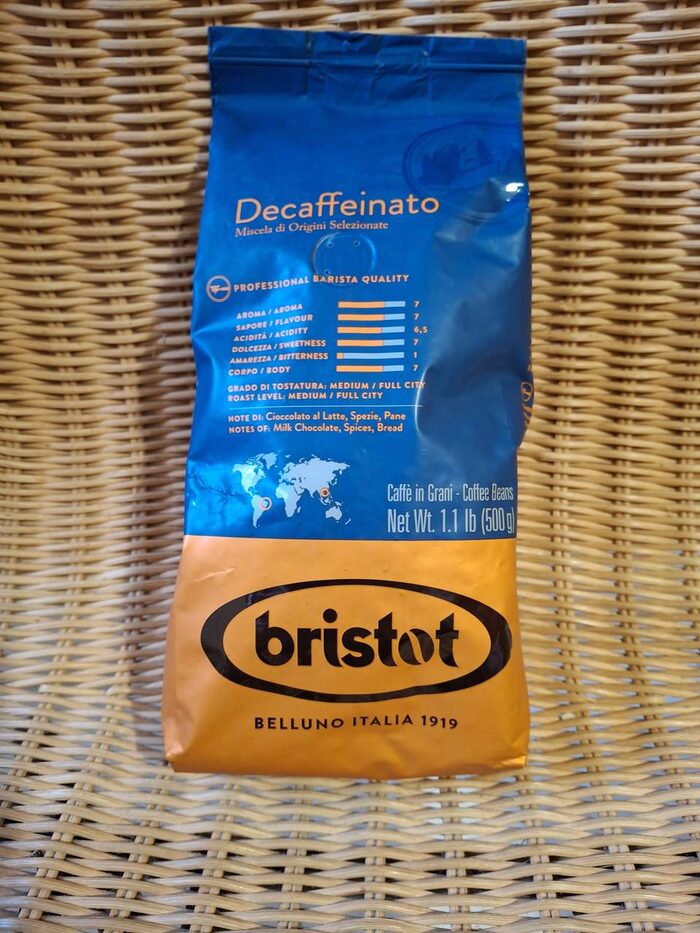 Decaffeinato
Miscela di Origini Selezionate
PROFESSIONAL BARISTA QUALITY
AROMA / AROMA 7
SAPORE / FLAVOUR 7
ACIDITÀ / ACIDITY 6,5
DOLCEZZA / SWEETNESS 7
AMAREZZA / BITTERNESS 1
CORPO / BODY 7
GRADO DI TOSTATURA: MEDIUM / FULL CITY
ROAST LEVEL: MEDIUM / FULL CITY
NOTE DI: Cioccolato al Latte, Spezie, Pane
NOTES OF: Milk Chocolate, Spices, Bread
Caffè in Grani - Coffee Beans
Net Wt. 1.1 lb (500 g)
bristot
BELLUNO ITALIA 1919